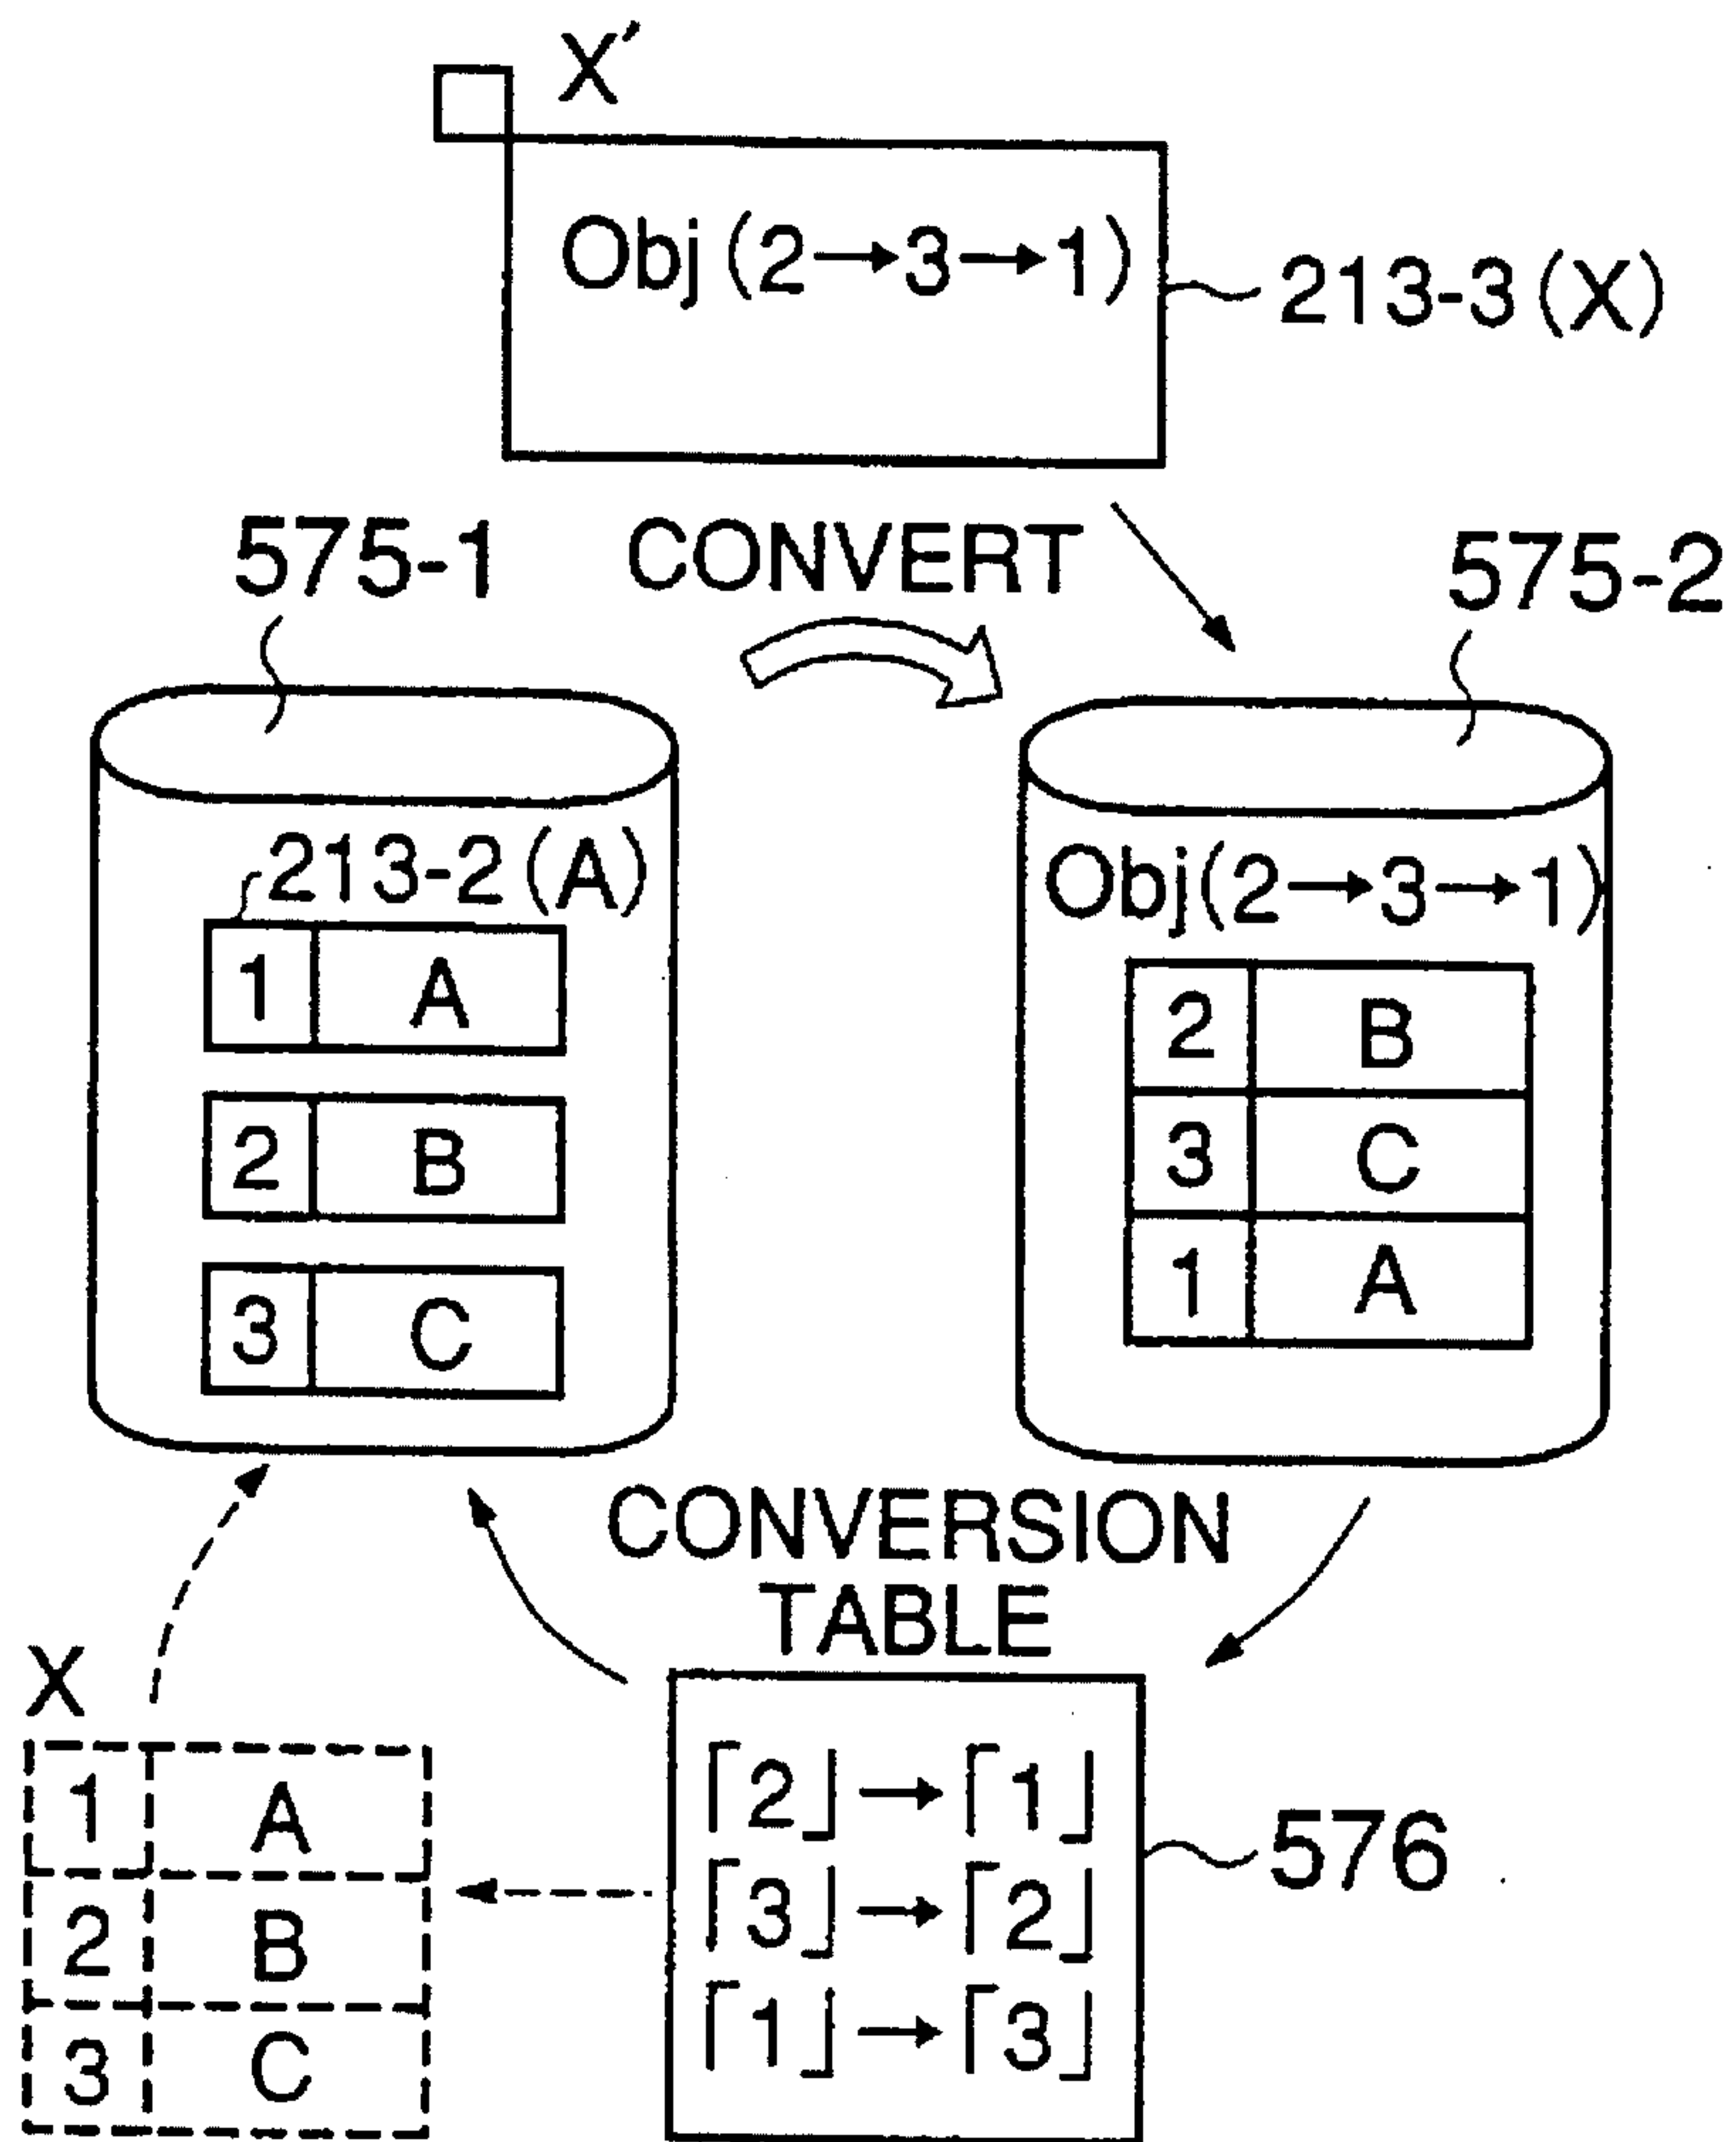 X'
Obj(2→3→1)
213-3(X)
575-1
CONVERT
575-2
213-2(A)
1 A
2 B
3 C
Obj(2→3→1)
2 B
3 C
1 A
CONVERSION
TABLE
X
1 A
2 B
3 C
「2」→「1」
「3」→「2」
「1」→「3」
576